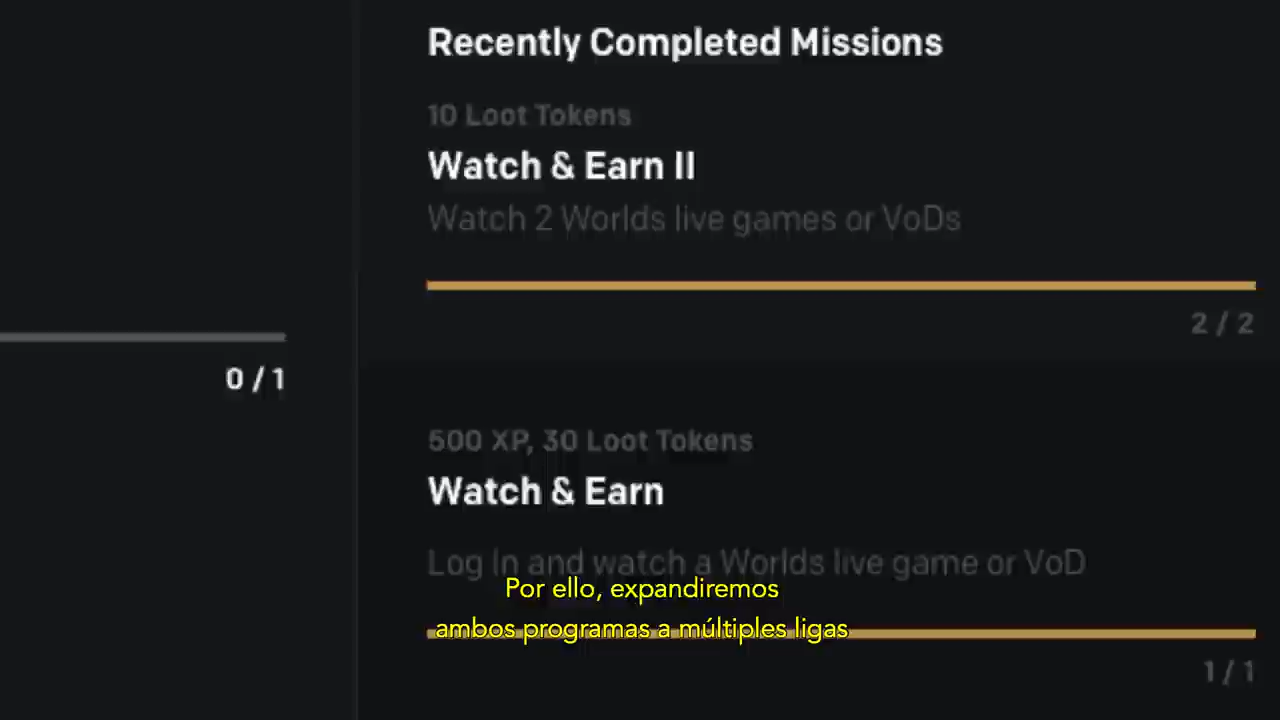 Recently Completed Missions
10 Loot Tokens
Watch & Earn II
Watch 2 Worlds live games or VoDs
2 / 2
0 / 1
500 XP, 30 Loot Tokens
Watch & Earn
Log In and watch a Worlds live game or VoD
Por ello, expandiremos
ambos programas a múltiples ligas
1 / 1